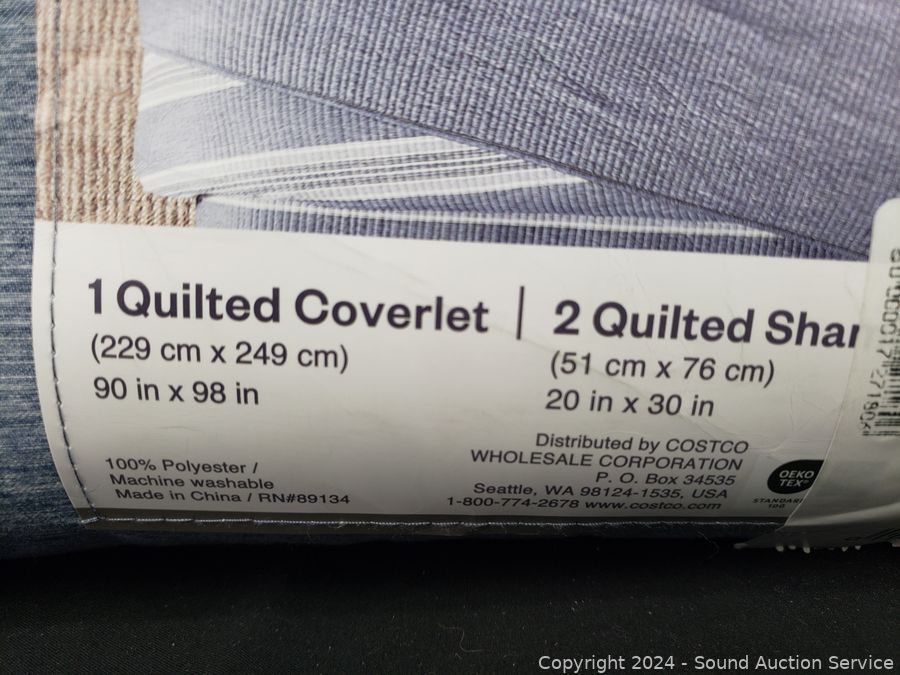 1 Quilted Coverlet
(229 cm x 249 cm)
90 in x 98 in
2 Quilted Shar
(51 cm x 76 cm)
20 in x 30 in
100% Polyester /
Machine washable
Made in China / RN#89134
Distributed by COSTCO
WHOLESALE CORPORATION
P. O. Box 34535
Seattle, WA 98124-1535, USA
1-800-774-2678 www.costco.com
OEKO
TEX®
STANDAR
100
Copyright 2024 - Sound Auction Service